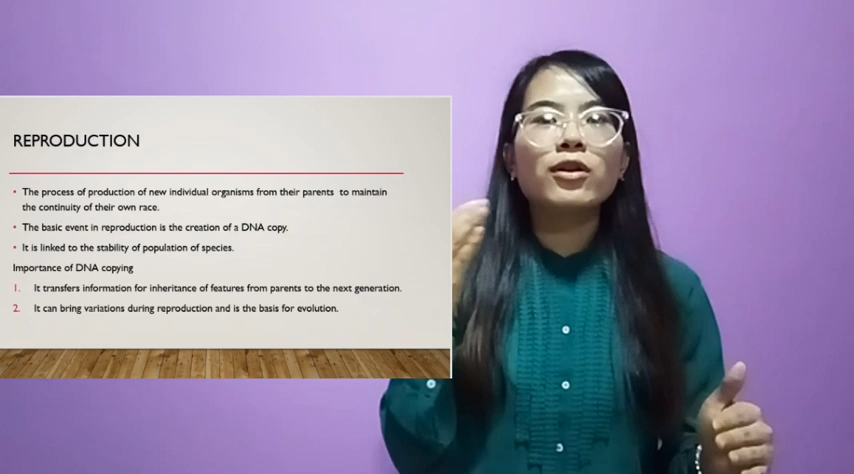 REPRODUCTION
• The process of production of new individual organisms from their parents to maintain
the continuity of their own race.
• The basic event in reproduction is the creation of a DNA copy.
• It is linked to the stability of population of species.
Importance of DNA copying
1. It transfers information for inheritance of features from parents to the next generation.
2. It can bring variations during reproduction and is the basis for evolution.